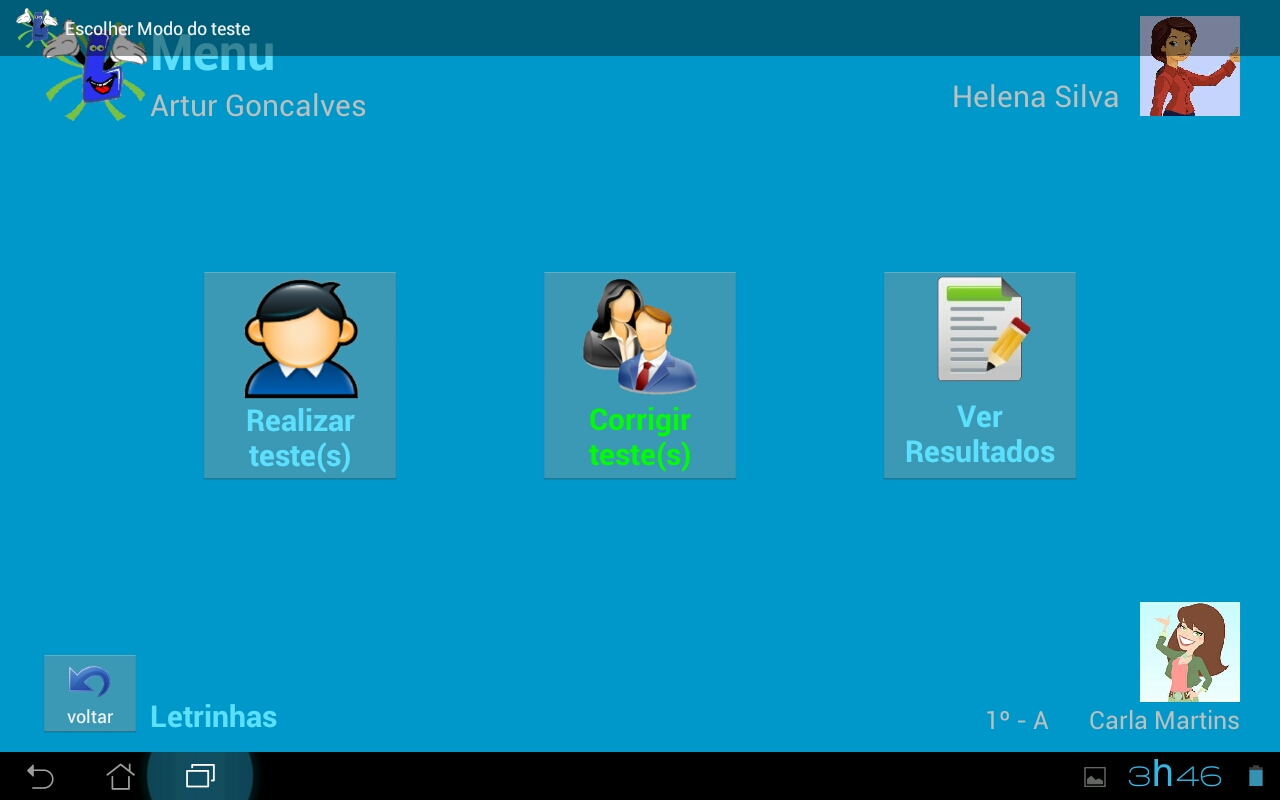 Escolher Modo do teste
Menu
Artur Goncalves
Helena Silva
Realizar
teste(s)
Corrigir
teste(s)
Ver
Resultados
voltar
Letrinhas
1º - A
Carla Martins
3h46